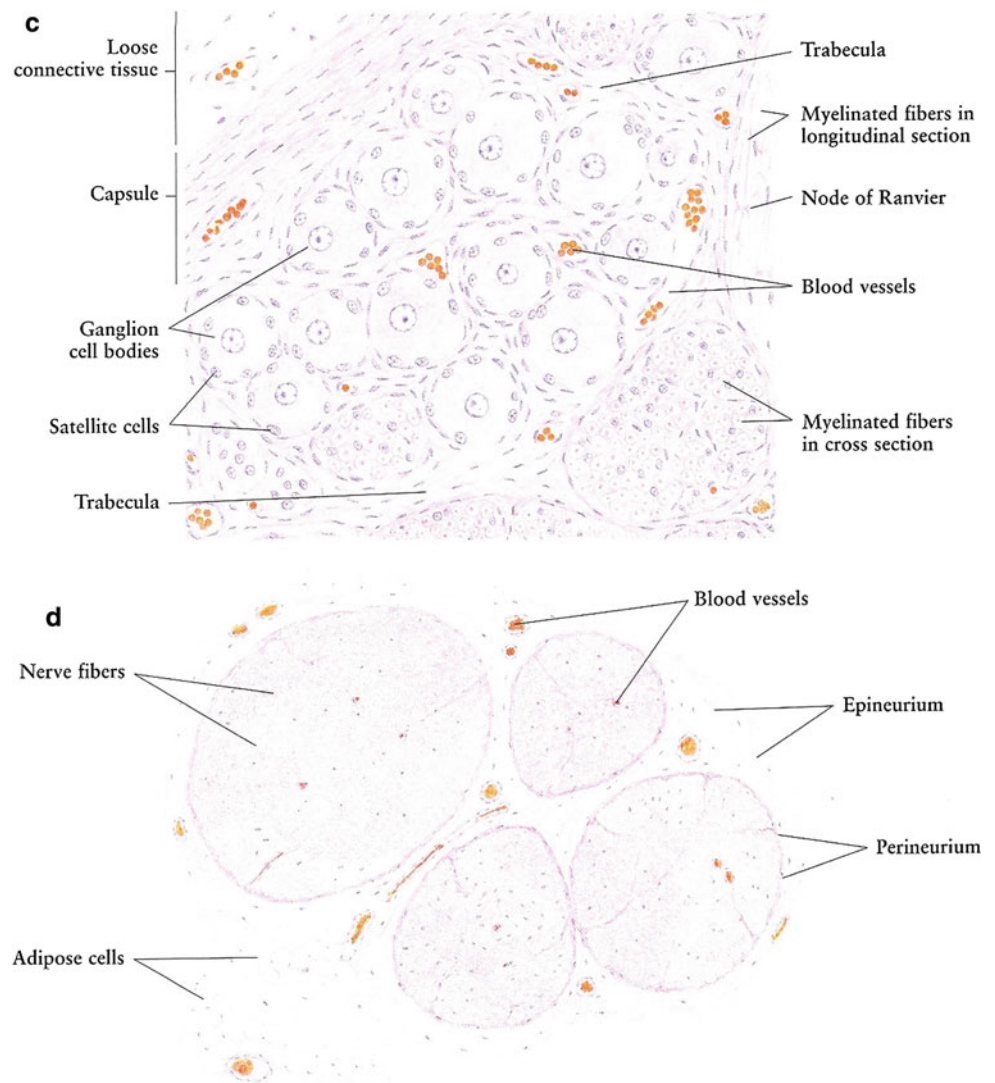 c
Loose
connective tissue
Capsule
Ganglion
cell bodies
Satellite cells
Trabecula
Trabecula
Myelinated fibers in
longitudinal section
Node of Ranvier
Blood vessels
Myelinated fibers
in cross section
d
Nerve fibers
Adipose cells
Blood vessels
Epineurium
Perineurium